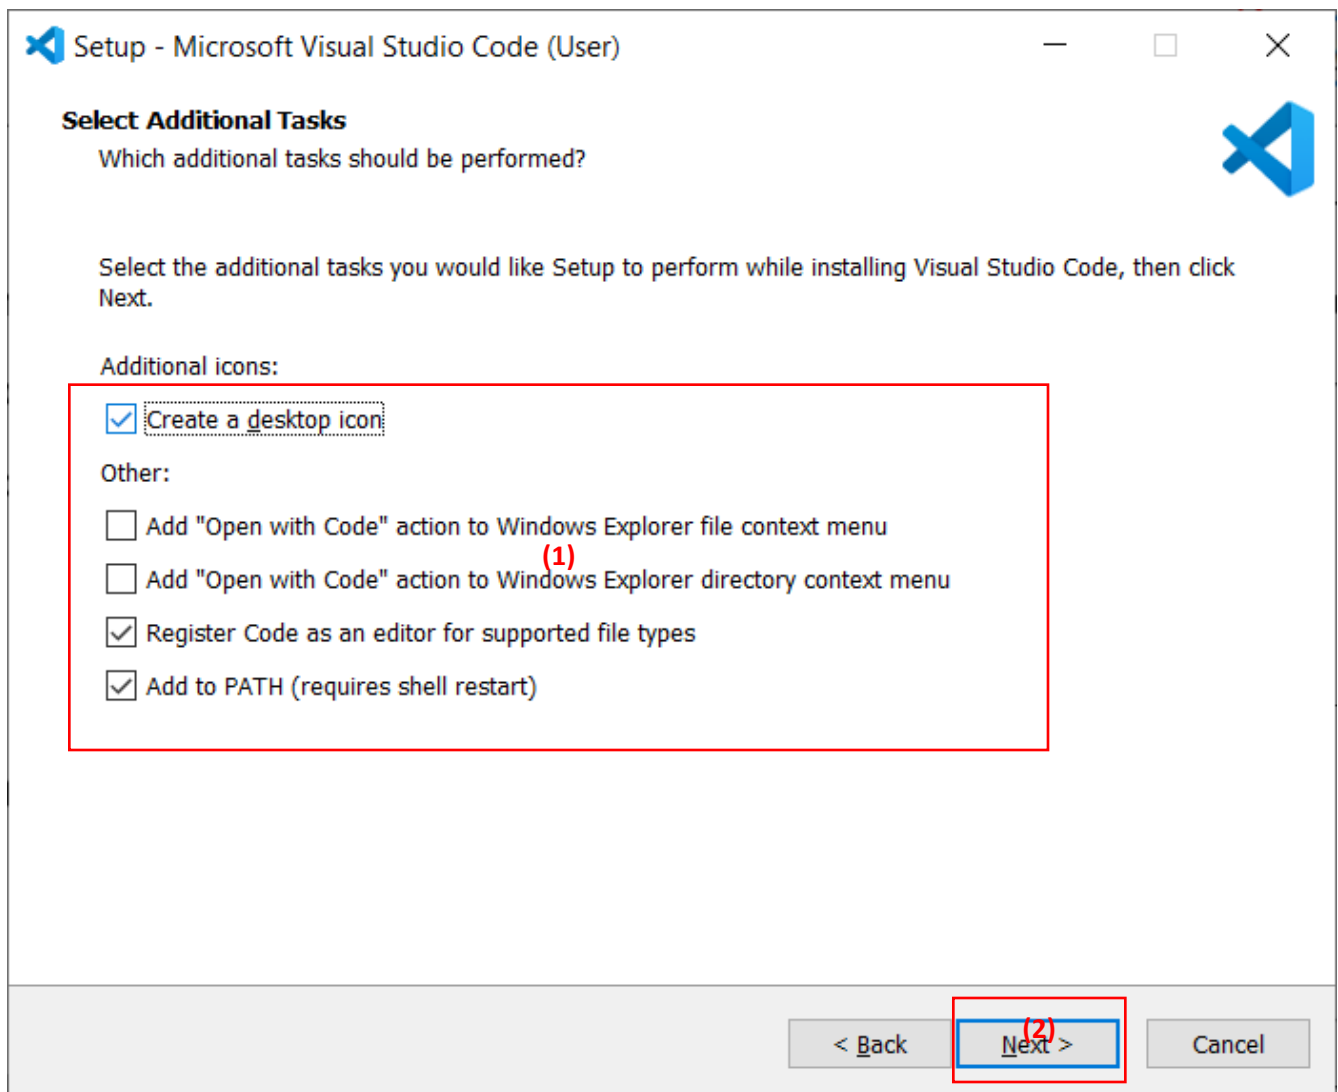 Setup - Microsoft Visual Studio Code (User)
Select Additional Tasks
Which additional tasks should be performed?
Select the additional tasks you would like Setup to perform while installing Visual Studio Code, then click
Next.
Additional icons:
Create a desktop icon
Other:
Add "Open with Code" action to Windows Explorer file context menu
(1)
Add "Open with Code" action to Windows Explorer directory context menu
Register Code as an editor for supported file types
Add to PATH (requires shell restart)
< Back
Next >
(2)
Cancel